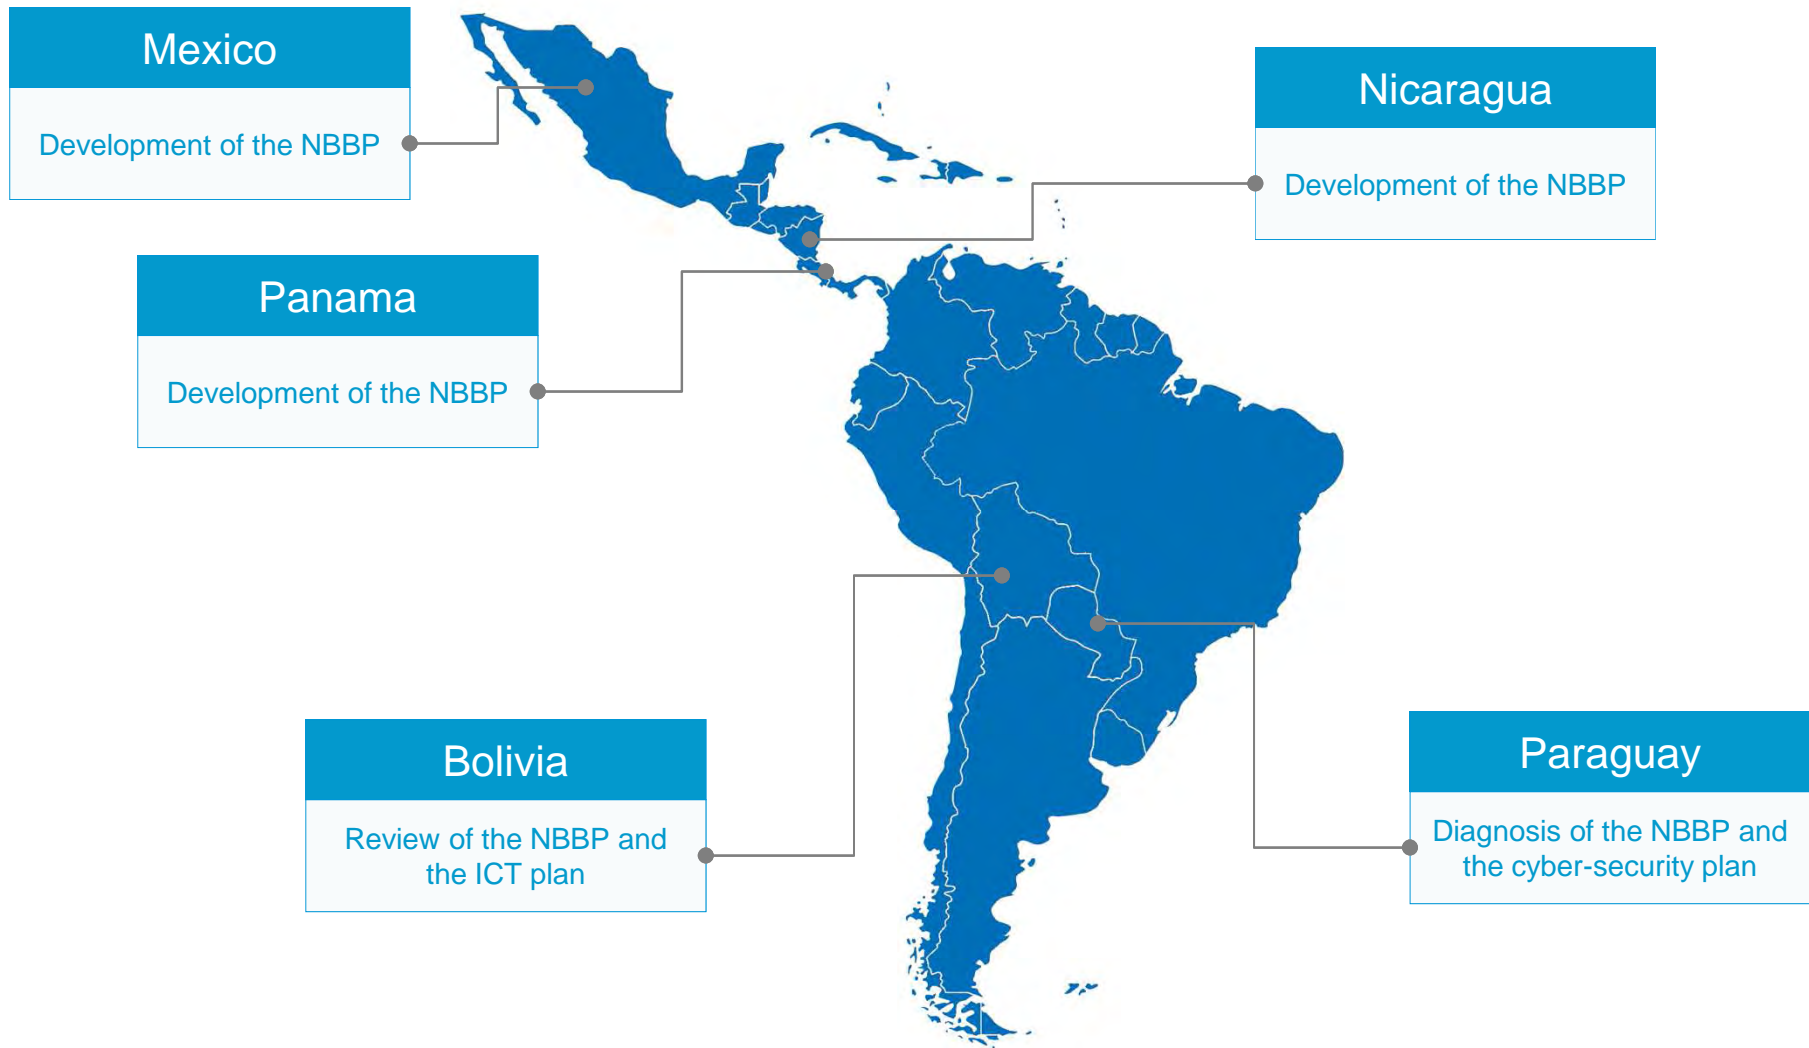 Mexico
Development of the NBBP
Nicaragua
Development of the NBBP
Panama
Development of the NBBP
Bolivia
Review of the NBBP and
the ICT plan
Paraguay
Diagnosis of the NBBP and
the cyber-security plan